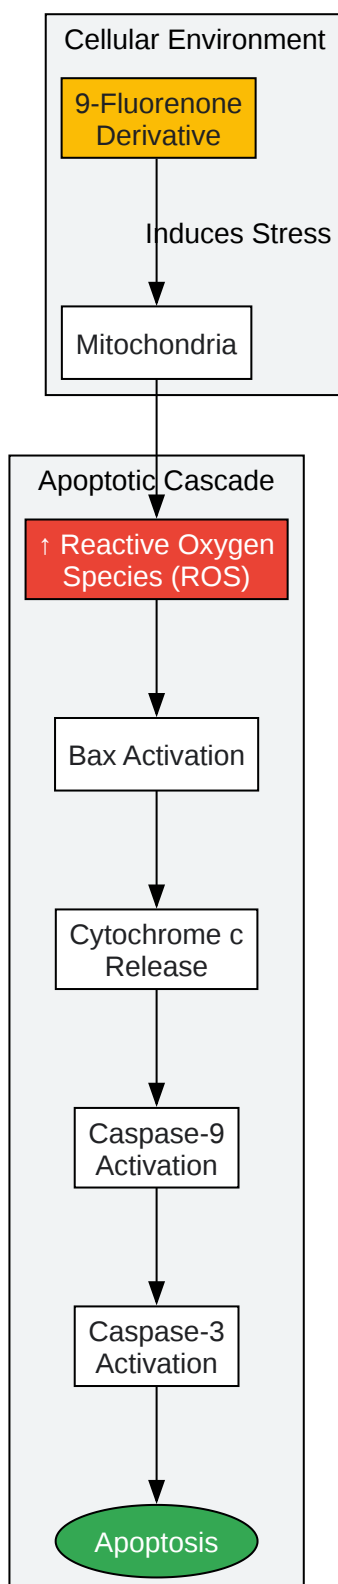 Cellular Environment
9-Fluorenone
Derivative
Induces Stress
Mitochondria
Apoptotic Cascade
↑ Reactive Oxygen
Species (ROS)
Bax Activation
Cytochrome c
Release
Caspase-9
Activation
Caspase-3
Activation
Apoptosis